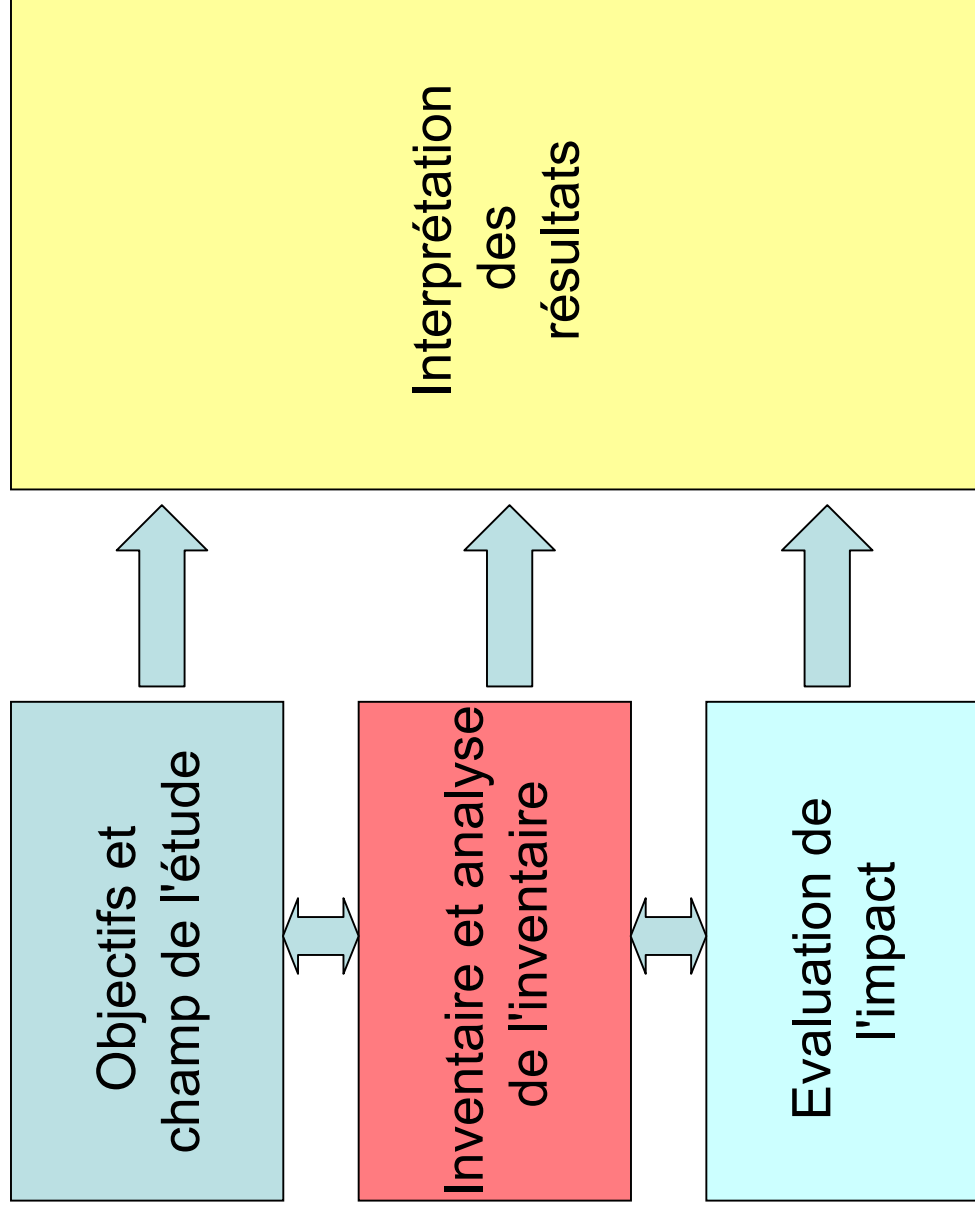 Objectifs et
champ de l'étude
Inventaire et analyse
de l'inventaire
Evaluation de
l'impact
Interprétation
des
résultats